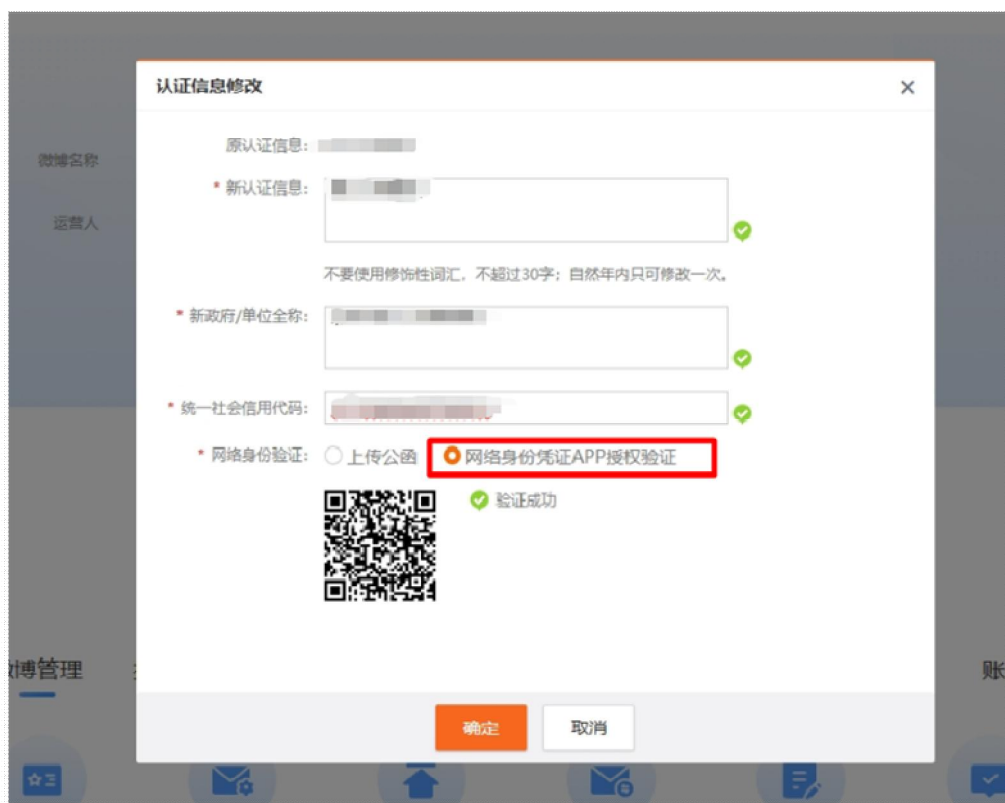 认证信息修改
微博名称
运营人
原认证信息：
* 新认证信息：
不要使用修饰性词汇，不超过30字；自然年内只可修改一次。
* 新政府/单位全称：
* 统一社会信用代码：
* 网络身份验证： 上传公函 网络身份凭证APP授权验证
验证成功
博管理
账
确定 取消